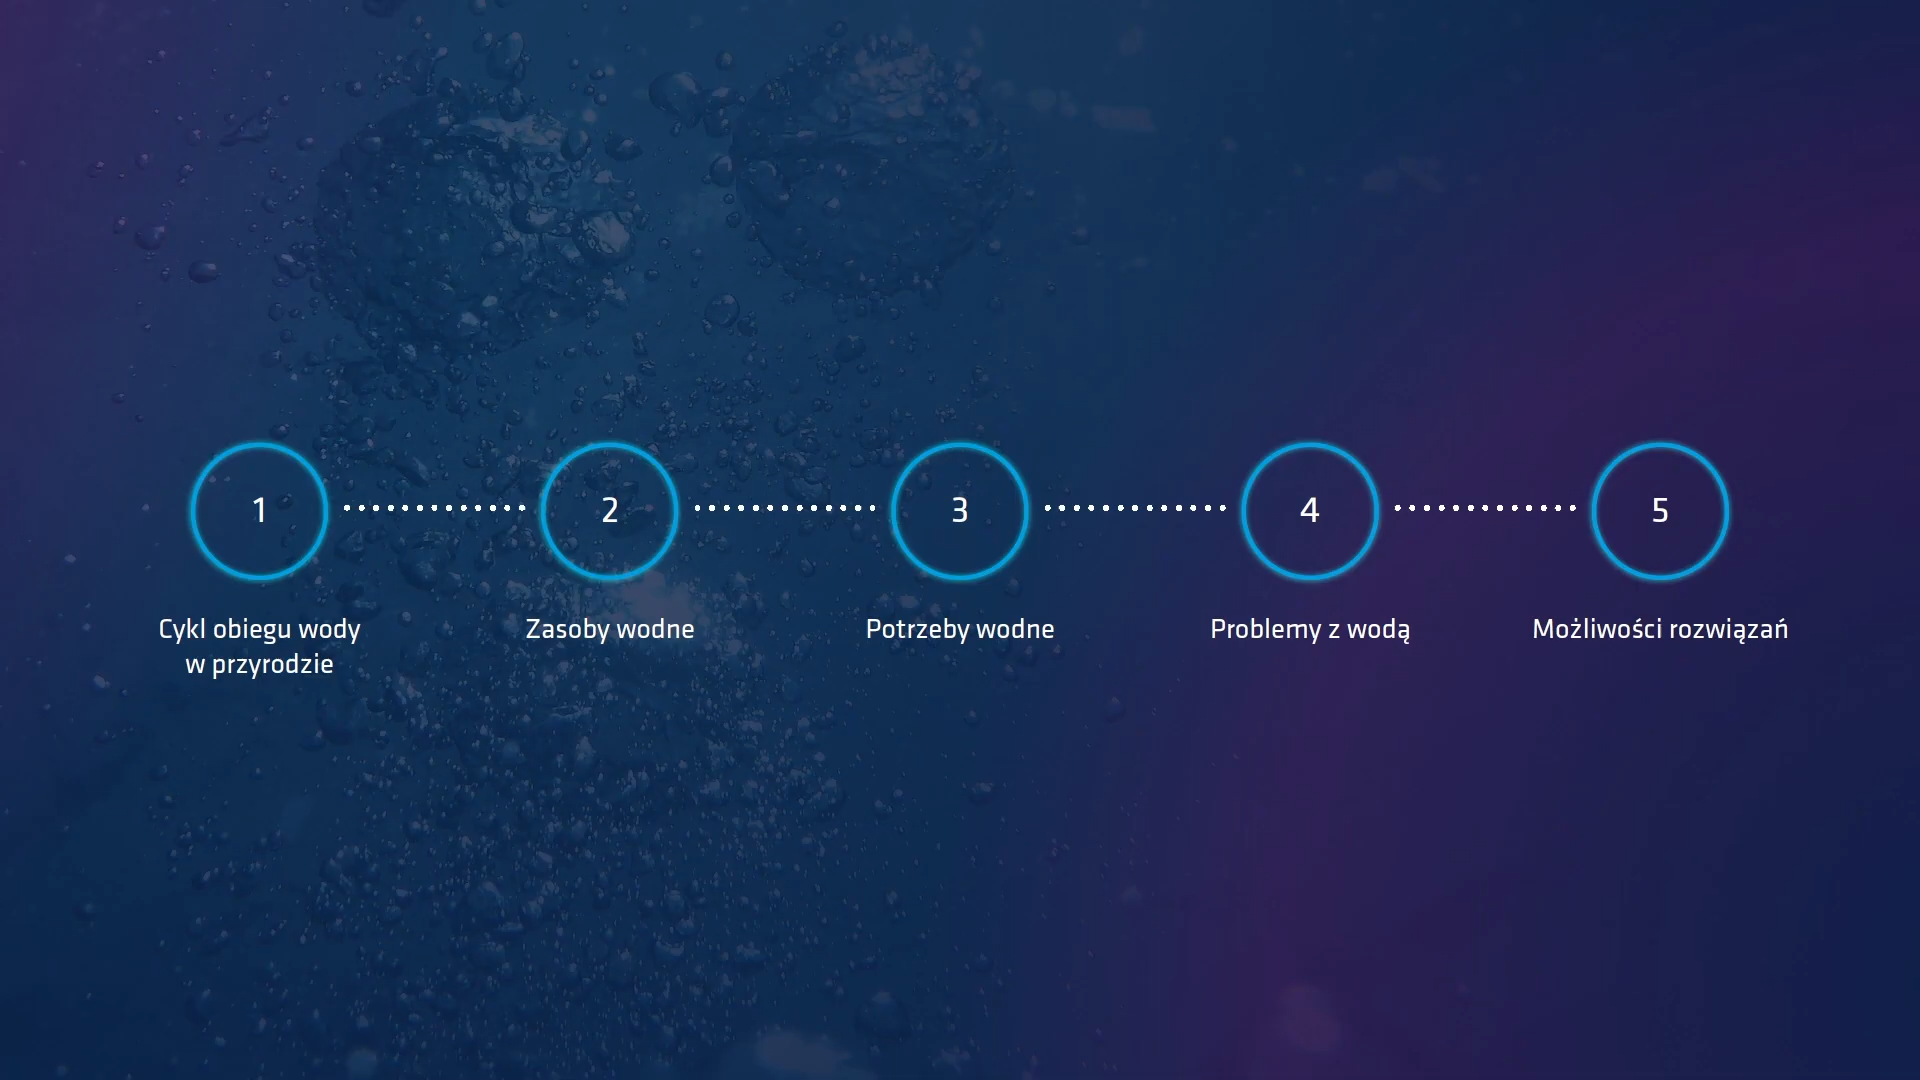 1
2
3
4
5
Cykl obiegu wody
w przyrodzie
Zasoby wodne
Potrzeby wodne
Problemy z wodą
Możliwości rozwiązań